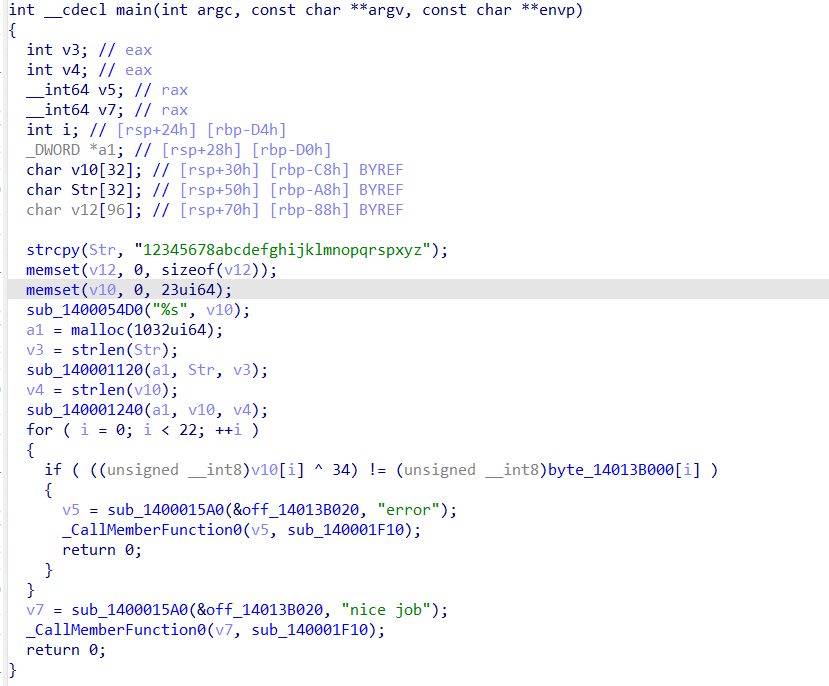 int __cdecl main(int argc, const char **argv, const char **envp)
{
  int v3; // eax
  int v4; // eax
  __int64 v5; // rax
  __int64 v7; // rax
  int i; // [rsp+24h] [rbp-D4h]
  _DWORD *a1; // [rsp+28h] [rbp-D0h]
  char v10[32]; // [rsp+30h] [rbp-C8h] BYREF
  char Str[32]; // [rsp+50h] [rbp-A8h] BYREF
  char v12[96]; // [rsp+70h] [rbp-88h] BYREF

  strcpy(Str, "12345678abcdefghijklmnopqrspxyz");
  memset(v12, 0, sizeof(v12));
  memset(v10, 0, 23ui64);
  sub_1400054D0("%s", v10);
  a1 = malloc(1032ui64);
  v3 = strlen(Str);
  sub_140001120(a1, Str, v3);
  v4 = strlen(v10);
  sub_140001240(a1, v10, v4);
  for ( i = 0; i < 22; ++i )
  {
    if ( ((unsigned __int8)v10[i] ^ 34) != (unsigned __int8)byte_14013B000[i] )
    {
      v5 = sub_1400015A0(&off_14013B020, "error");
      _CallMemberFunction0(v5, sub_140001F10);
      return 0;
    }
  }
  v7 = sub_1400015A0(&off_14013B020, "nice job");
  _CallMemberFunction0(v7, sub_140001F10);
  return 0;
}